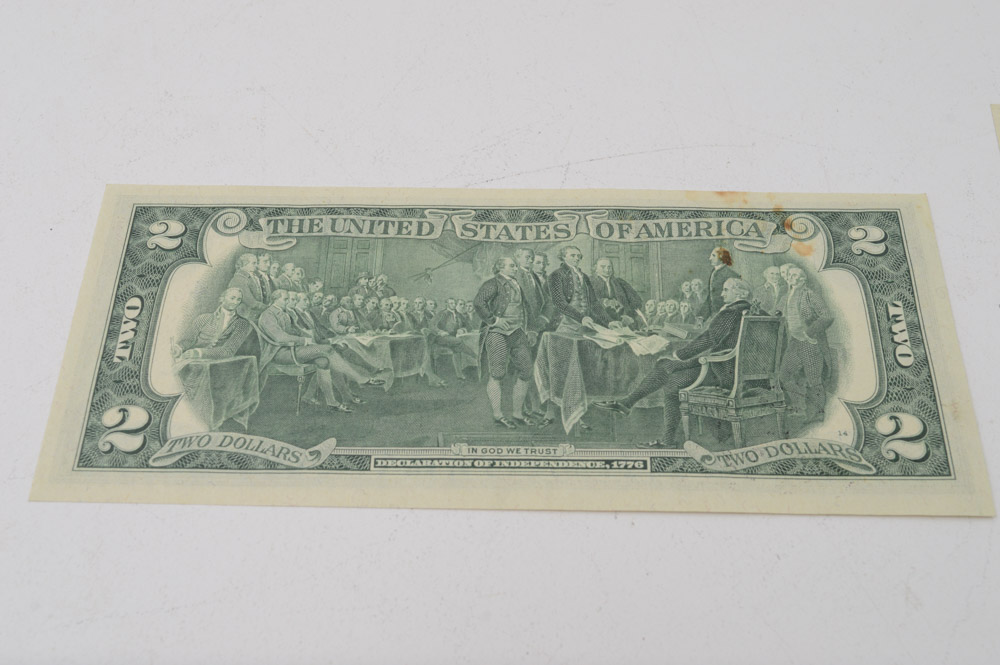 THE UNITED STATES OF AMERICA
2 2
TWO TWO
2 2
14
TWO DOLLARS TWO DOLLARS
IN GOD WE TRUST
DECLARATION OF INDEPENDENCE, 1776